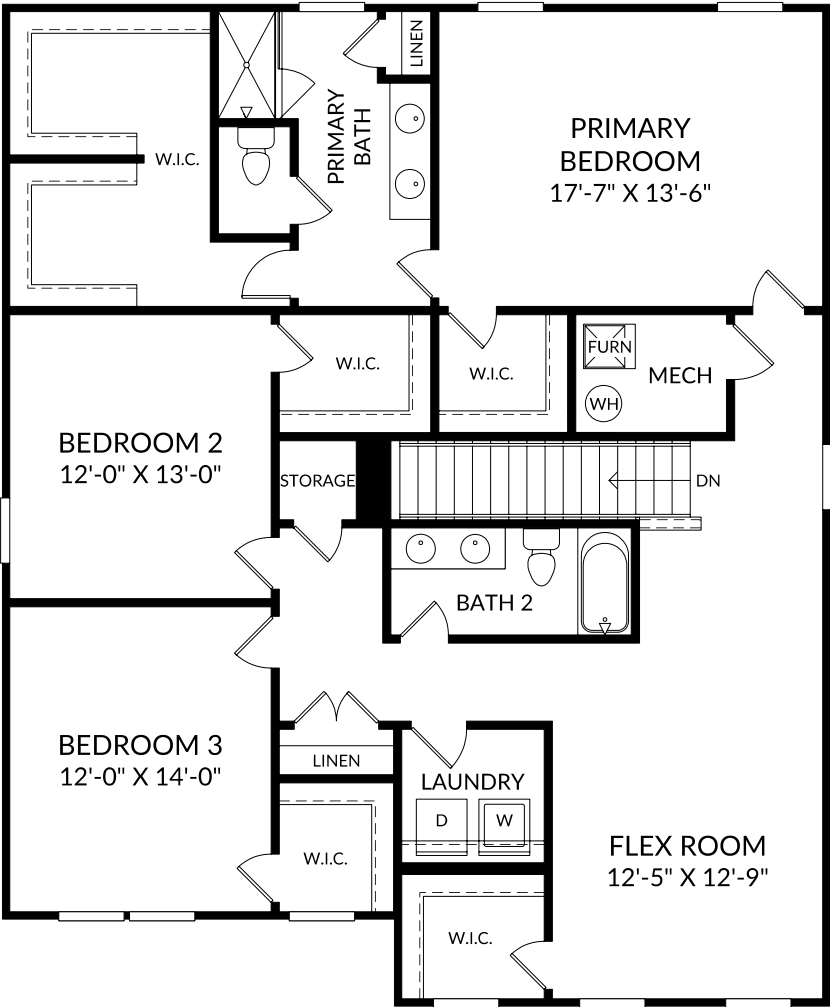 LINEN
PRIMARY
BATH
W.I.C.
PRIMARY
BEDROOM
17'-7" X 13'-6"
W.I.C.
W.I.C.
FURN
MECH
WH
BEDROOM 2
12'-0" X 13'-0"
STORAGE
DN
BATH 2
BEDROOM 3
12'-0" X 14'-0"
LINEN
LAUNDRY
D
W
FLEX ROOM
12'-5" X 12'-9"
W.I.C.
W.I.C.